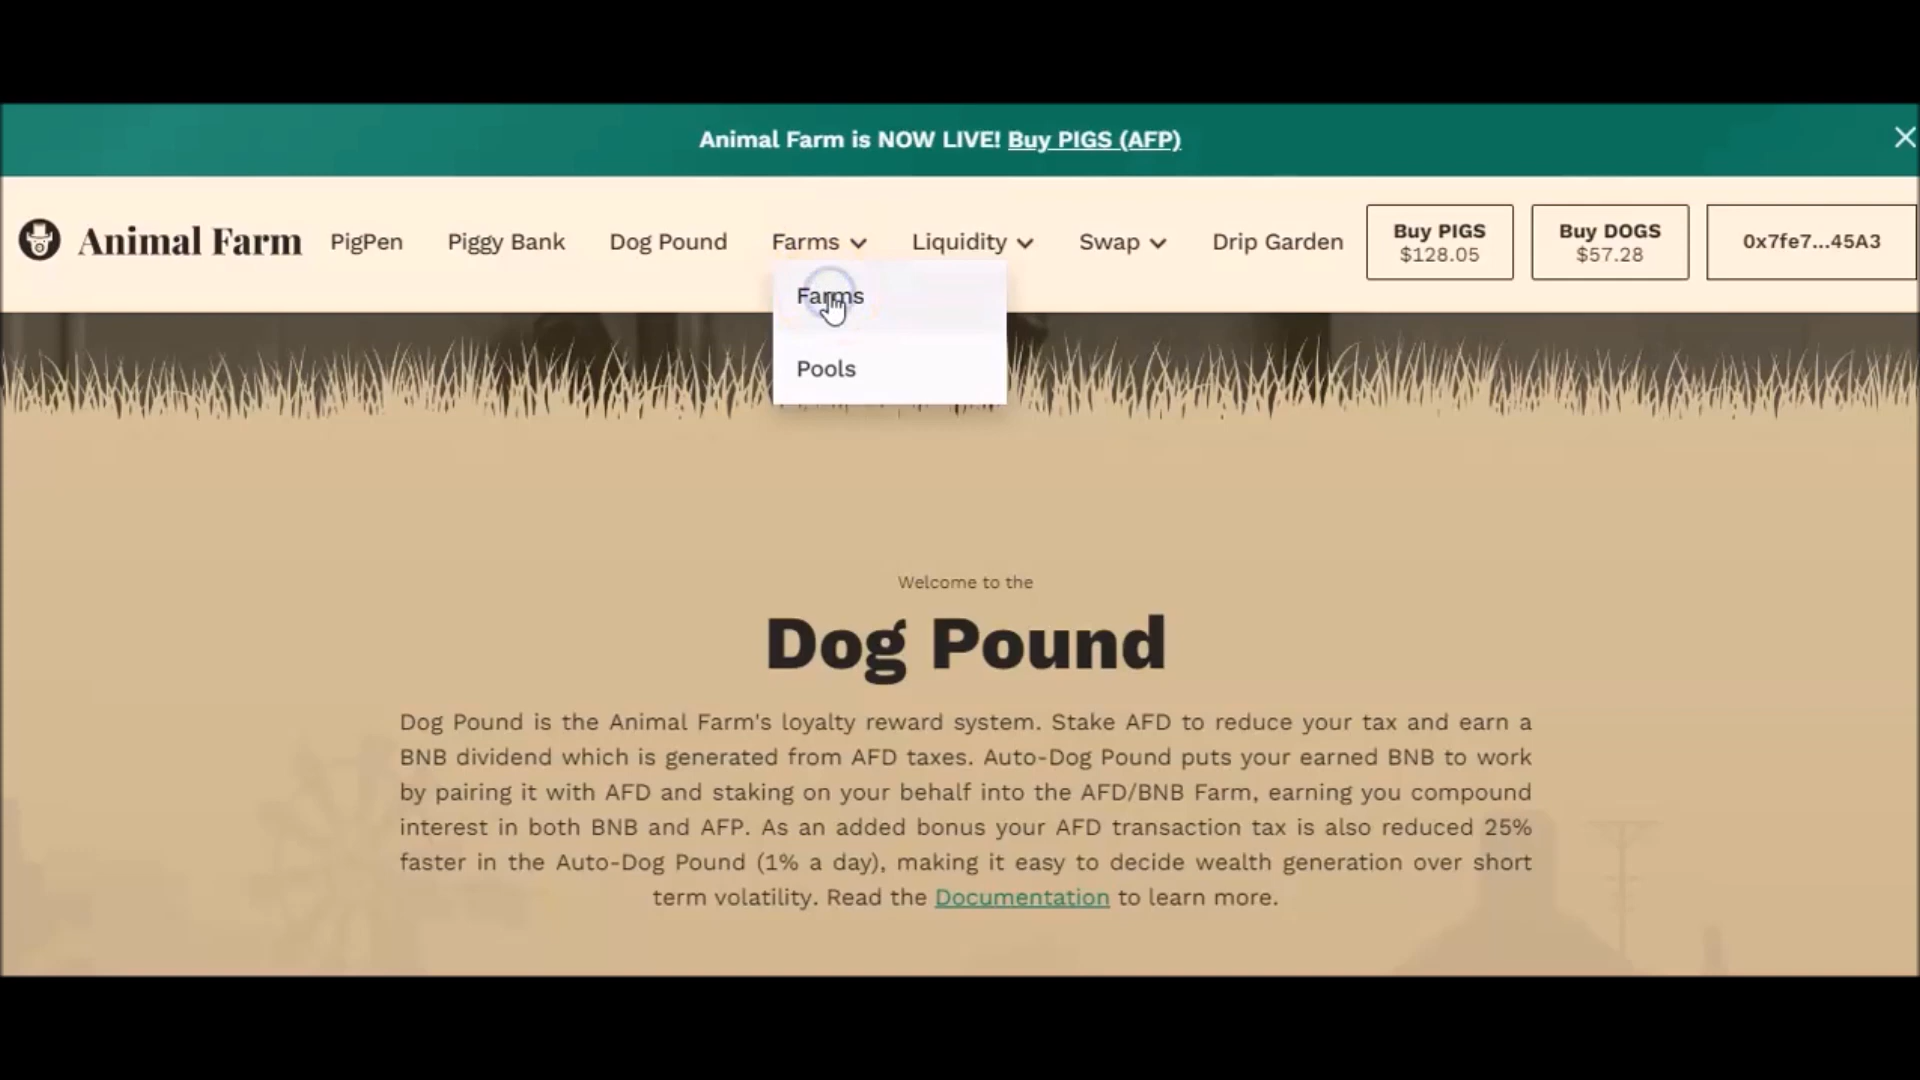 Animal Farm is NOW LIVE! Buy PIGS (AFP)
Animal Farm PigPen Piggy Bank Dog Pound Farms Liquidity Swap Drip Garden Buy PIGS $128.05 Buy DOGS $57.28 0x7fe7...45A3
Farms
Pools
Welcome to the
Dog Pound
Dog Pound is the Animal Farm's loyalty reward system. Stake AFD to reduce your tax and earn a
BNB dividend which is generated from AFD taxes. Auto-Dog Pound puts your earned BNB to work
by pairing it with AFD and staking on your behalf into the AFD/BNB Farm, earning you compound
interest in both BNB and AFP. As an added bonus your AFD transaction tax is also reduced 25%
faster in the Auto-Dog Pound (1% a day), making it easy to decide wealth generation over short
term volatility. Read the Documentation to learn more.